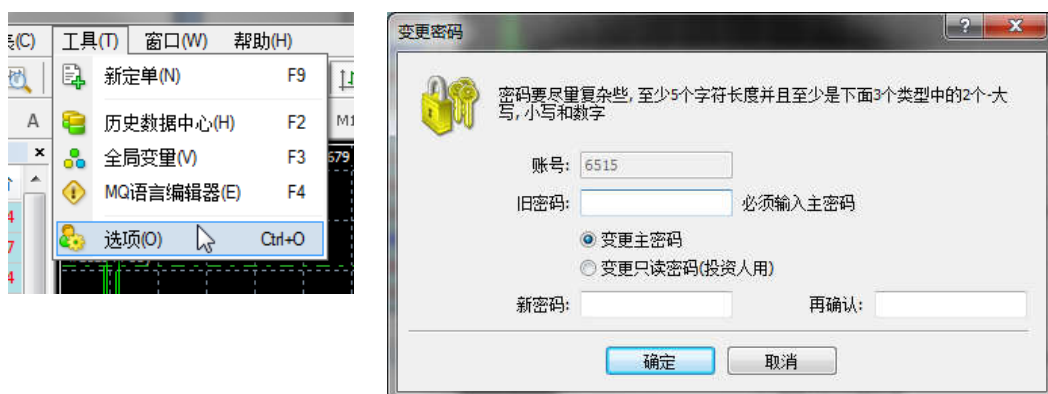 工具(T) 窗口(W) 帮助(H)
新定单(N) F9
历史数据中心(H) F2
全局变量(V) F3
MQ语言编辑器(E) F4
选项(O) Ctrl+O
A
M1
679
4
7
4
变更密码
密码要尽量复杂些, 至少5个字符长度并且至少是下面3个类型中的2个-大
写, 小写和数字
账号: 6515
旧密码: 必须输入主密码
变更主密码
变更只读密码(投资人用)
新密码: 再确认:
确定 取消